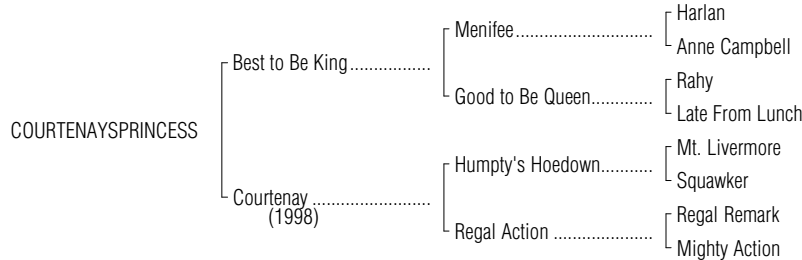 Harlan
Menifee..............................
Anne Campbell
Best to Be King.................
Rahy
Good to Be Queen.............
Late From Lunch
COURTENAYSPRINCESS
Mt. Livermore
Humpty's Hoedown...........
Squawker
Courtenay .........................
(1998)
Regal Remark
Regal Action .....................
Mighty Action